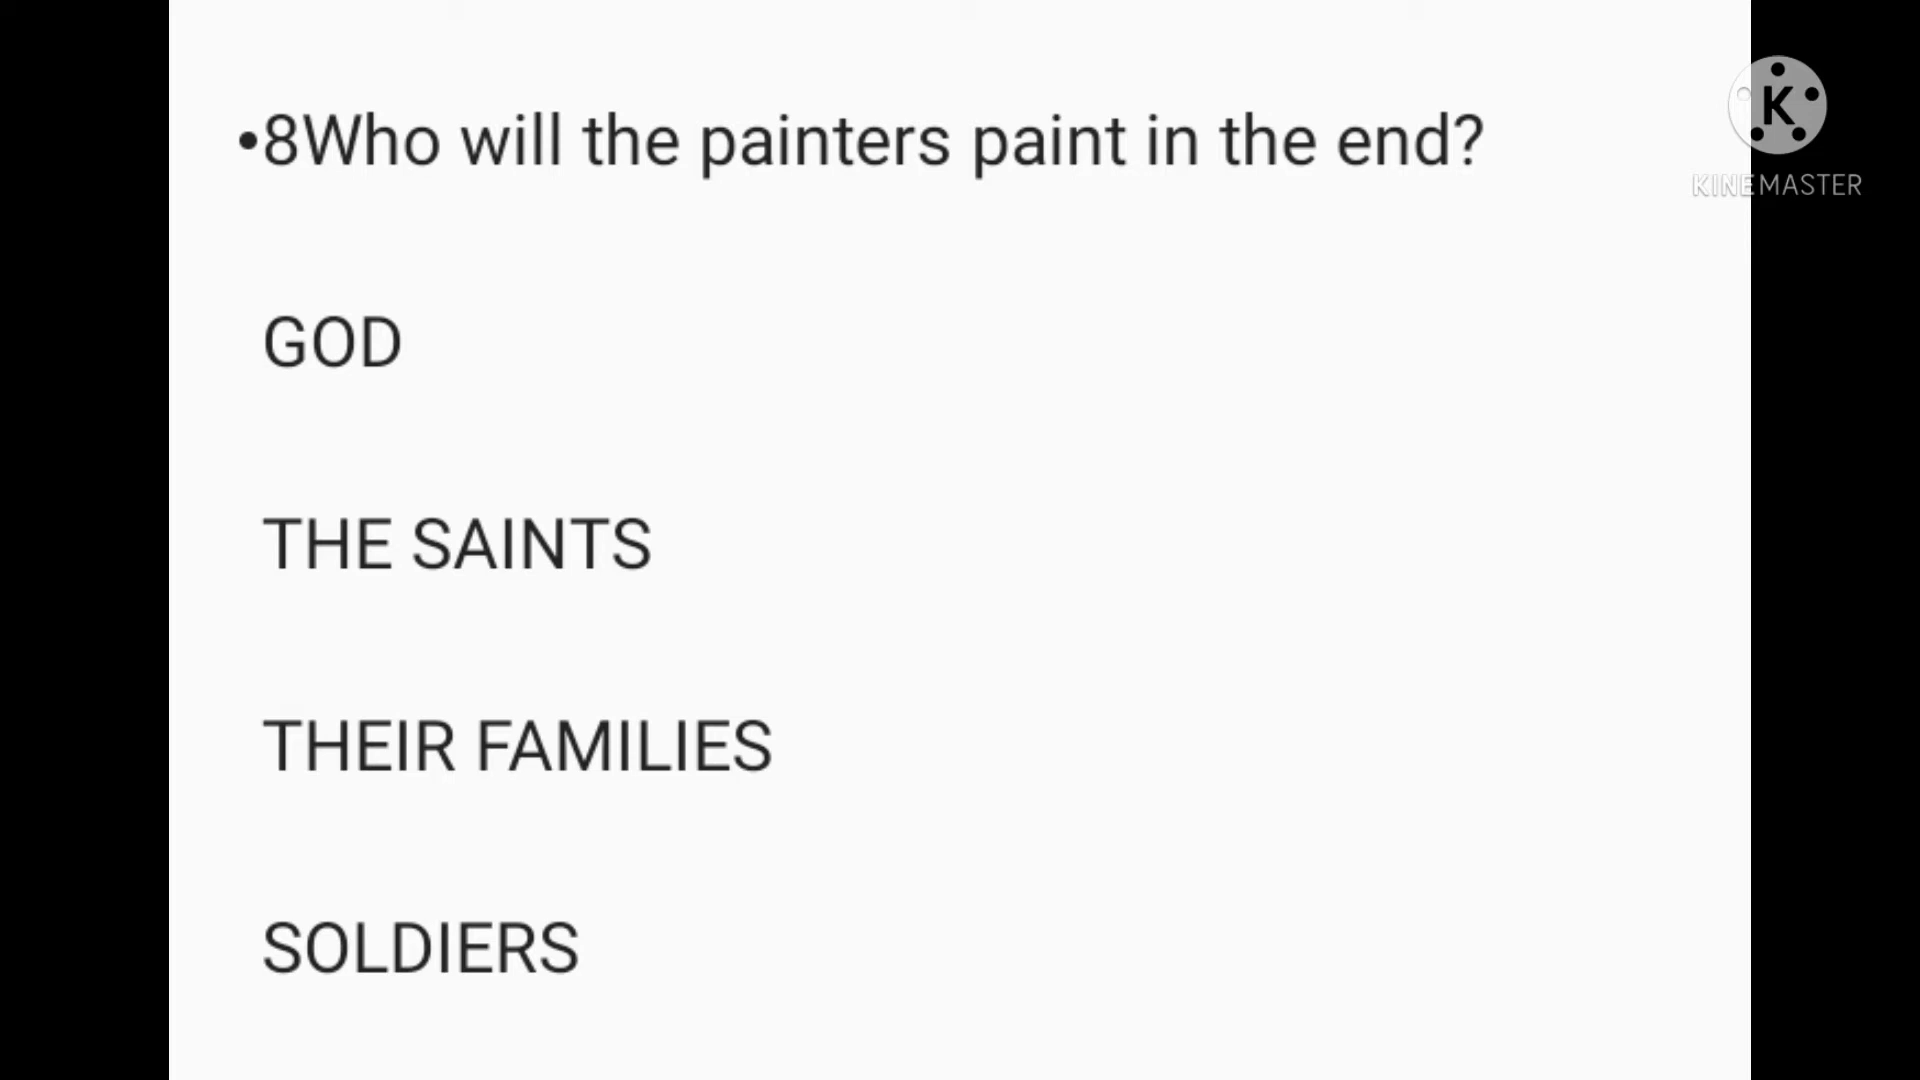 •8Who will the painters paint in the end?
GOD
THE SAINTS
THEIR FAMILIES
SOLDIERS
K
KINEMASTER